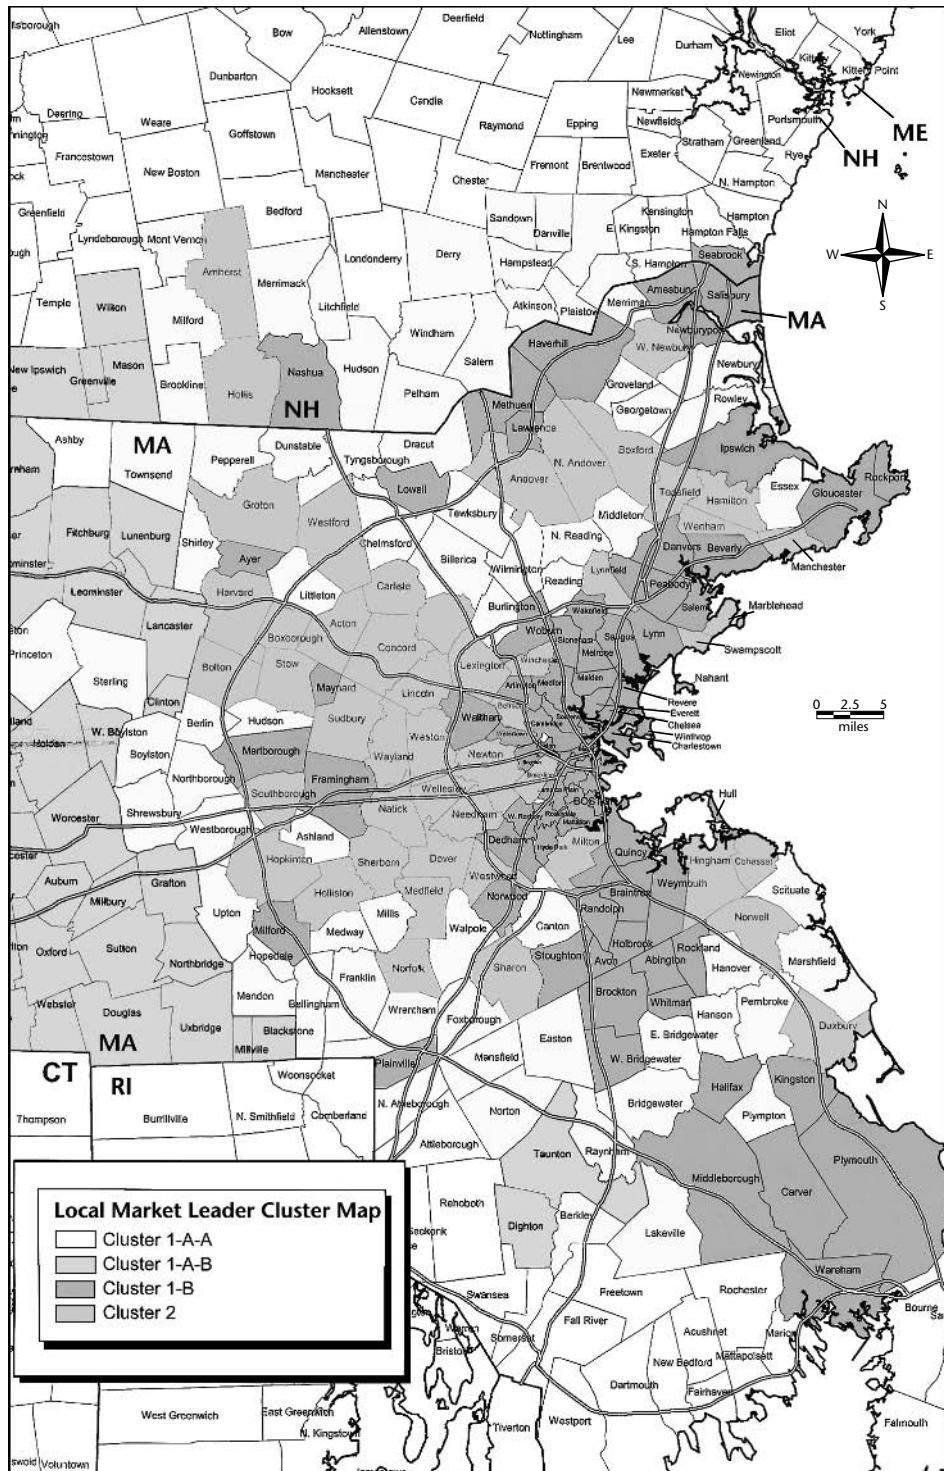 Deerfield
Bow
Allenstown
Nottingham
Lee
Durham
Eliot
York
Kittery
Kittery Point
Newington
Dunbarton
Hooksett
Candia
Newmarket
Newfields
Portsmouth
ME
NH
Deering
Weare
Goffstown
Raymond
Epping
Stratham
Greenland
Rye
Francestown
New Boston
Manchester
Chester
Fremont
Brentwood
Exeter
N. Hampton
Greenfield
Bedford
Sandown
Danville
E. Kingston
Kensington
Hampton
Hampton Falls
N
W
E
S
Lyndeborough
Mont Vernon
Amherst
Merrimack
Londonderry
Derry
Hampstead
S. Hampton
Seabrook
Temple
Wilton
Milford
Litchfield
Windham
Atkinson
Plaistow
Merrimac
Amesbury
Salisbury
MA
New Ipswich
Greenville
Mason
Brookline
Hollis
Nashua
NH
Hudson
Pelham
Salem
Haverhill
W. Newbury
Newbury
Groveland
Georgetown
Rowley
Methuen
Lawrence
Ashby
MA
Townsend
Pepperell
Dunstable
Tyngsborough
Dracut
Lowell
Andover
N. Andover
Boxford
Ipswich
Topsfield
Hamilton
Essex
Gloucester
Rockport
Fitchburg
Lunenburg
Shirley
Groton
Westford
Chelmsford
Tewksbury
Middleton
Wenham
Ayer
Billerica
Wilmington
N. Reading
Reading
Lynnfield
Danvers
Beverly
Manchester
Leominster
Harvard
Littleton
Carlisle
Burlington
Wakefield
Peabody
Salem
Marblehead
Lancaster
Boxborough
Acton
Concord
Woburn
Stoneham
Saugus
Lynn
Swampscott
Princeton
Sterling
Bolton
Stow
Maynard
Lincoln
Lexington
Melrose
Malden
Medford
Arlington
Nahant
Revere
Everett
Chelsea
Winthrop
Charlestown
0 2.5 5
miles
Clinton
Berlin
Hudson
Sudbury
Weston
Waltham
Holden
W. Boylston
Boylston
Northborough
Marlborough
Framingham
Wayland
Newton
Southborough
Natick
Wellesley
Needham
Worcester
Shrewsbury
Westborough
Ashland
Dedham
W. Roxbury
Hyde Park
Milton
Quincy
Hull
Hopkinton
Sherborn
Dover
Westwood
Hingham
Cohasset
Auburn
Millbury
Grafton
Upton
Holliston
Medfield
Norwood
Braintree
Weymouth
Scituate
Randolph
Milford
Medway
Millis
Walpole
Canton
Holbrook
Norwell
Oxford
Sutton
Northbridge
Hopedale
Franklin
Norfolk
Sharon
Stoughton
Avon
Abington
Rockland
Hanover
Marshfield
Mendon
Bellingham
Wrentham
Foxborough
Brockton
Whitman
Hanson
Pembroke
Duxbury
Webster
Douglas
Uxbridge
MA
Blackstone
Millville
Easton
Mansfield
W. Bridgewater
E. Bridgewater
CT
RI
Woonsocket
Plainville
Halifax
Kingston
Thompson
Burrillville
N. Smithfield
Cumberland
N. Attleborough
Norton
Bridgewater
Plympton
Attleborough
Taunton
Raynham
Middleborough
Carver
Plymouth
Rehoboth
Dighton
Berkley
Lakeville
Local Market Leader Cluster Map
Cluster 1-A-A
Cluster 1-A-B
Cluster 1-B
Cluster 2
Wareham
Swansea
Freetown
Rochester
Bourne
Somerset
Fall River
Acushnet
Marion
Warren
Bristol
New Bedford
Mattapoisett
Dartmouth
Fairhaven
West Greenwich
East Greenwich
N. Kingstown
Tiverton
Westport
Falmouth
Voluntown